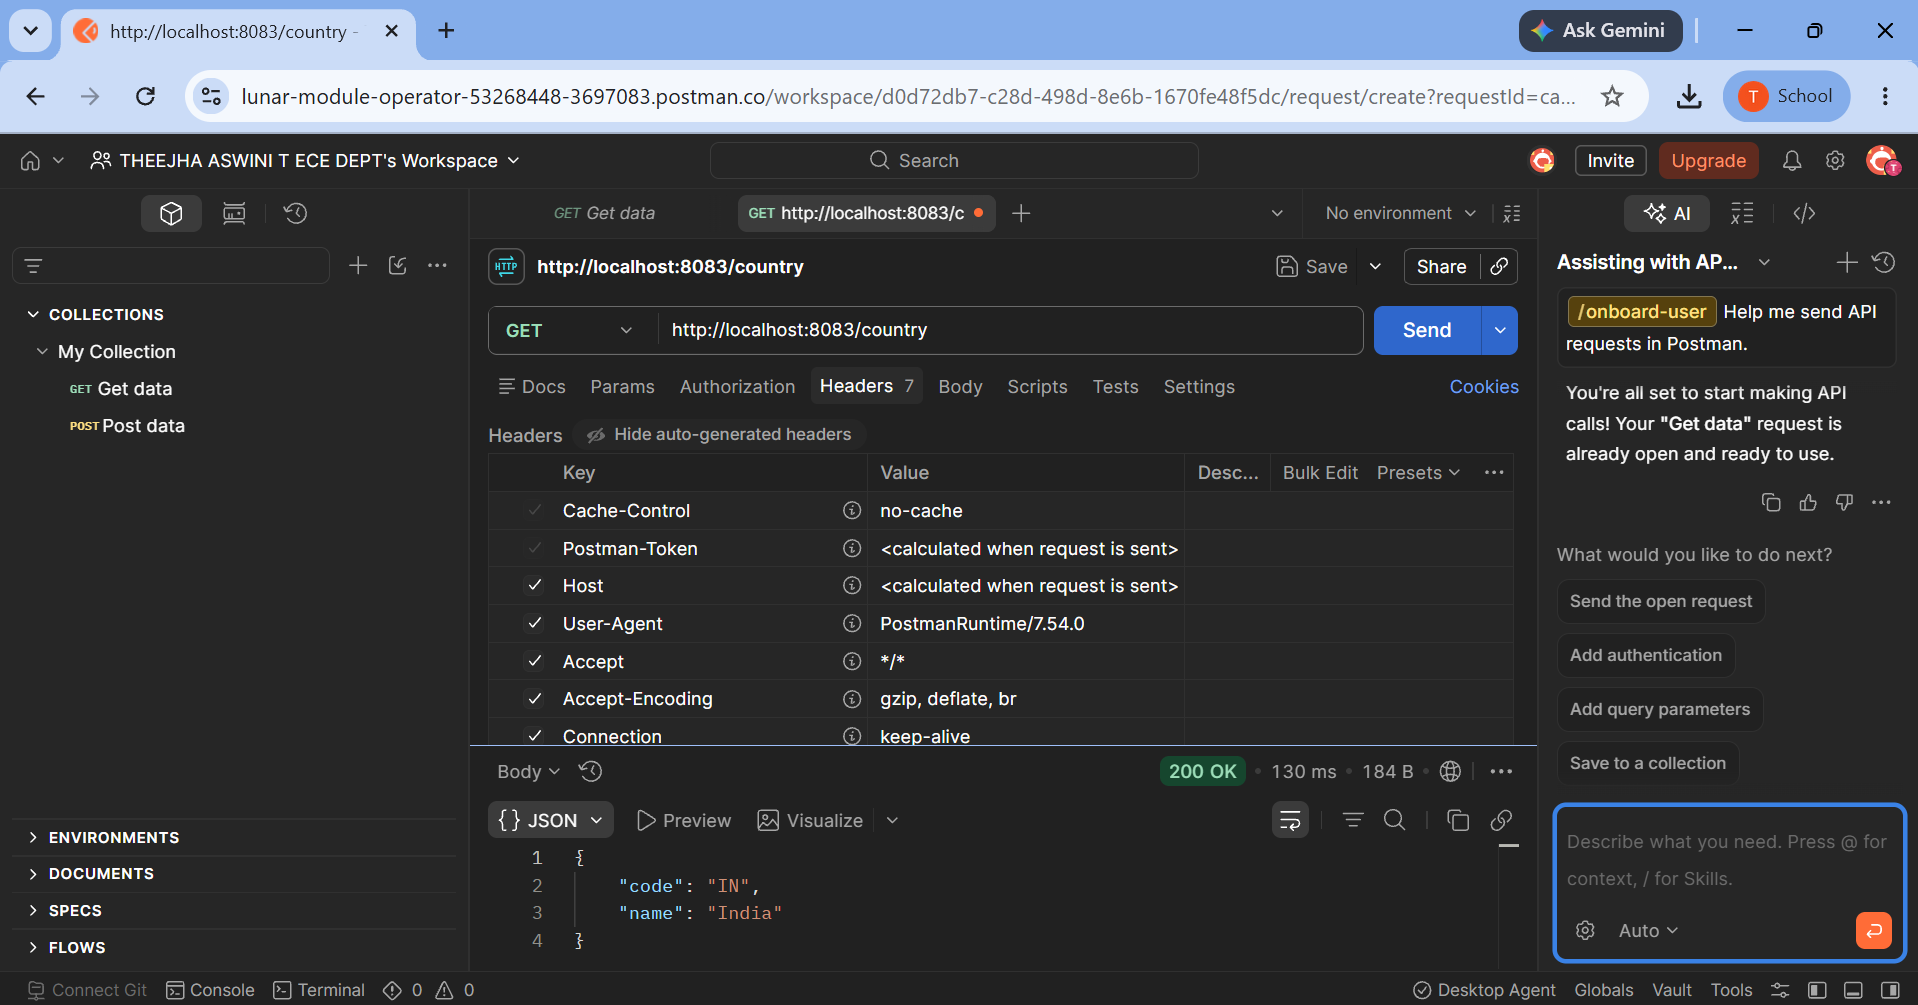 http://localhost:8083/country -
Ask Gemini
lunar-module-operator-53268448-3697083.postman.co/workspace/d0d72db7-c28d-498d-8e6b-1670fe48f5dc/request/create?requestId=ca...
T School
THEEJHA ASWINI T ECE DEPT's Workspace
Search
Invite
Upgrade
T
GET Get data
GET http://localhost:8083/c
No environment
AI
COLLECTIONS
My Collection
GET Get data
POST Post data
ENVIRONMENTS
DOCUMENTS
SPECS
FLOWS
HTTP http://localhost:8083/country
Save
Share
GET
http://localhost:8083/country
Send
Docs Params Authorization Headers 7 Body Scripts Tests Settings Cookies
Headers Hide auto-generated headers
Key Value Desc... Bulk Edit Presets
Cache-Control no-cache
Postman-Token <calculated when request is sent>
Host <calculated when request is sent>
User-Agent PostmanRuntime/7.54.0
Accept */*
Accept-Encoding gzip, deflate, br
Connection keep-alive
Body 200 OK • 130 ms • 184 B •
{} JSON Preview Visualize
1 {
2 "code": "IN",
3 "name": "India"
4 }
Assisting with AP...
/onboard-user Help me send API
requests in Postman.
You're all set to start making API
calls! Your "Get data" request is
already open and ready to use.
What would you like to do next?
Send the open request
Add authentication
Add query parameters
Save to a collection
Describe what you need. Press @ for
context, / for Skills.
Auto
Connect Git Console Terminal 0 0 Desktop Agent Globals Vault Tools